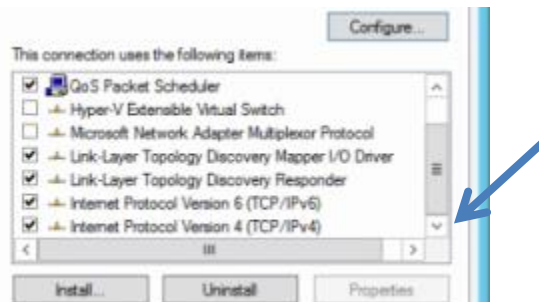 Configure...
This connection uses the following items:
QoS Packet Scheduler
Hyper-V Extensible Virtual Switch
Microsoft Network Adapter Multiplexor Protocol
Link-Layer Topology Discovery Mapper I/O Driver
Link-Layer Topology Discovery Responder
Internet Protocol Version 6 (TCP/IPv6)
Internet Protocol Version 4 (TCP/IPv4)
Install...
Uninstall
Properties